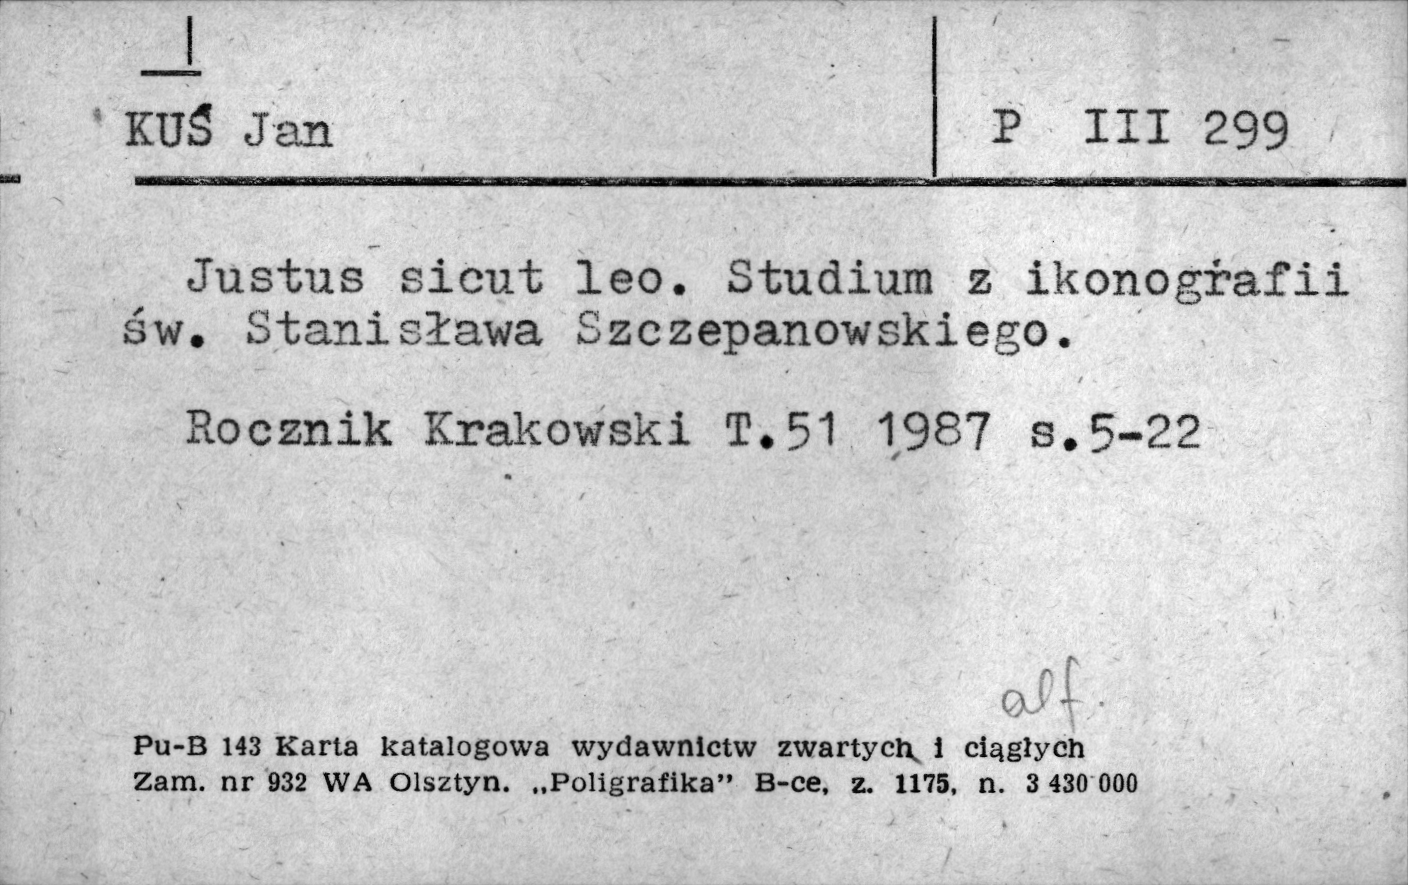 KUŚ Jan
P III 299
Justus sicut leo. Studium z ikonografii
św. Stanisława Szczepanowskiego.
Rocznik Krakowski T.51 1987 s.5-22
alf.
Pu-B 143 Karta katalogowa wydawnictw zwartych i ciągłych
Zam. nr 932 WA Olsztyn. „Poligrafika” B-ce, z. 1175, n. 3 430 000